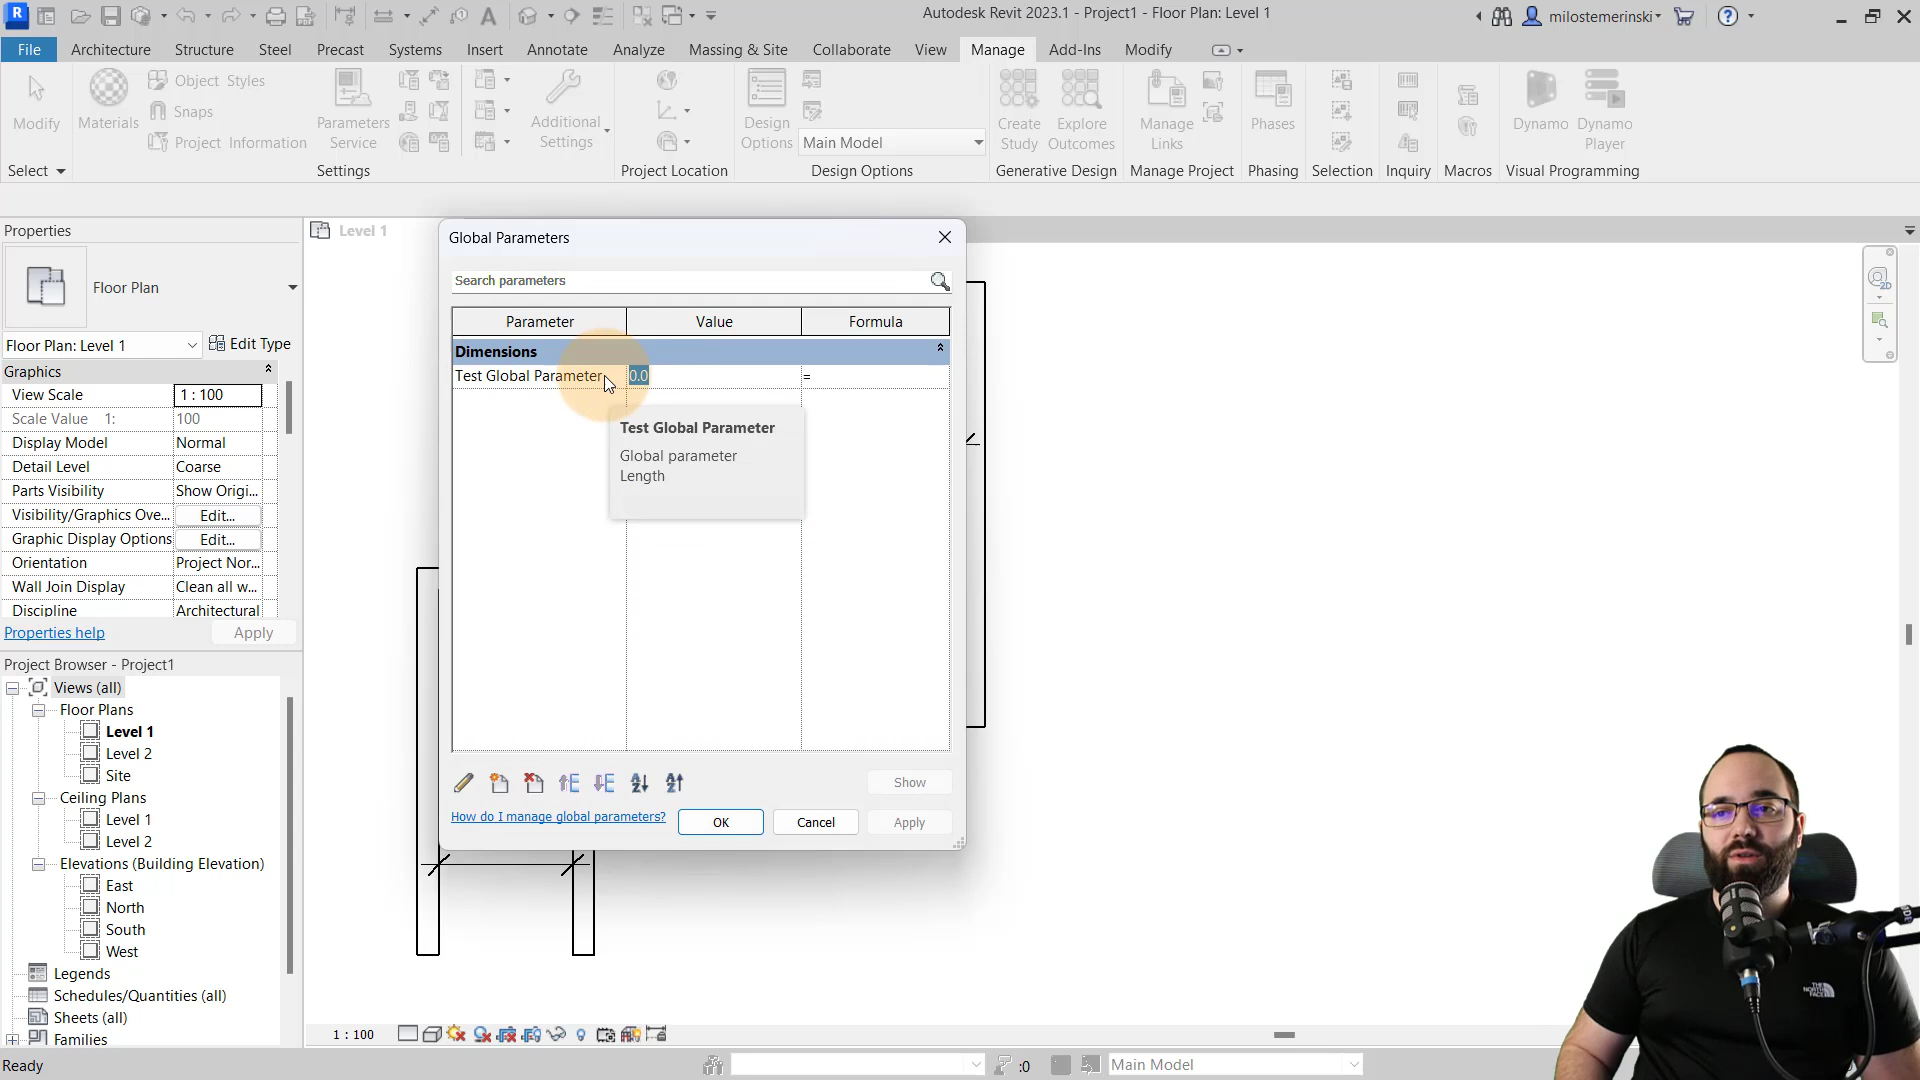 Autodesk Revit 2023.1 - Project1 - Floor Plan: Level 1
milostemerinski
File Architecture Structure Steel Precast Systems Insert Annotate Analyze Massing & Site Collaborate View Manage Add-Ins Modify
Modify
Materials
Object Styles
Snaps
Project Information
Parameters
Service
Additional
Settings
Design
Options
Main Model
Create
Study
Explore
Outcomes
Manage
Links
Phases
Dynamo
Dynamo
Player
Select
Settings
Project Location
Design Options
Generative Design
Manage Project
Phasing
Selection
Inquiry
Macros
Visual Programming
Properties
Floor Plan
Floor Plan: Level 1
Edit Type
Graphics
View Scale 1 : 100
Scale Value 1: 100
Display Model Normal
Detail Level Coarse
Parts Visibility Show Origi...
Visibility/Graphics Ove... Edit...
Graphic Display Options Edit...
Orientation Project Nor...
Wall Join Display Clean all w...
Discipline Architectural
Properties help
Apply
Project Browser - Project1
Views (all)
Floor Plans
Level 1
Level 2
Site
Ceiling Plans
Level 1
Level 2
Elevations (Building Elevation)
East
North
South
West
Legends
Schedules/Quantities (all)
Sheets (all)
Families
Ready
Level 1
Global Parameters
Search parameters
Parameter Value Formula
Dimensions
Test Global Parameter 0.0 =
Test Global Parameter
Global parameter
Length
Show
How do I manage global parameters?
OK
Cancel
Apply
1 : 100
:0
Main Model
2D
THE
NORTH
FACE